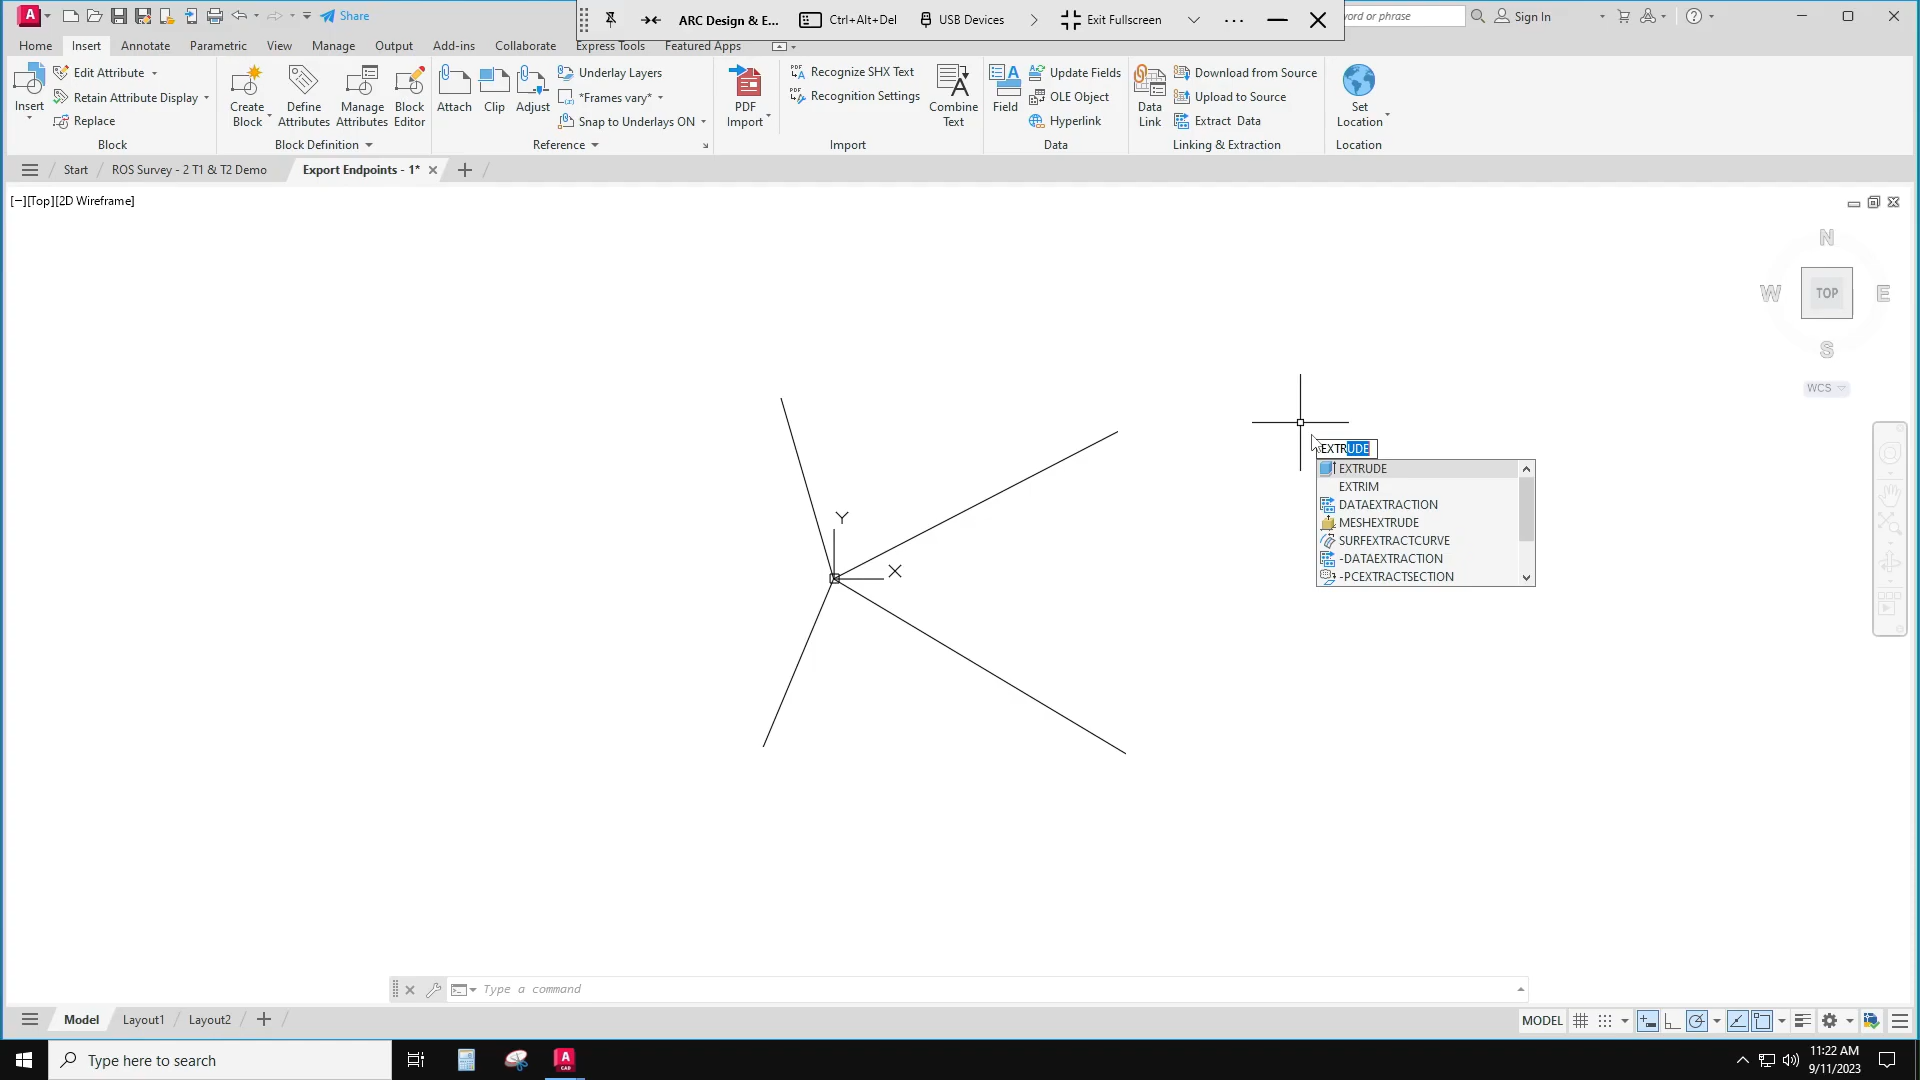 Share
ARC Design & E...
Ctrl+Alt+Del
USB Devices
Exit Fullscreen
word or phrase
Sign In
Home
Insert
Annotate
Parametric
View
Manage
Output
Add-ins
Collaborate
Express Tools
Featured Apps
Insert
Edit Attribute
Retain Attribute Display
Replace
Block
Create
Block
Define
Attributes
Manage
Attributes
Block
Editor
Block Definition
Attach
Clip
Adjust
Underlay Layers
*Frames vary*
Snap to Underlays ON
Reference
PDF
Import
Recognize SHX Text
Recognition Settings
Combine
Text
Import
Field
Update Fields
OLE Object
Hyperlink
Data
Data
Link
Download from Source
Upload to Source
Extract Data
Linking & Extraction
Set
Location
Location
Start
ROS Survey - 2 T1 & T2 Demo
Export Endpoints - 1*
[−][Top][2D Wireframe]
N
W
TOP
E
S
WCS
Y
X
EXTRUDE
EXTRUDE
EXTRIM
DATAEXTRACTION
MESHEXTRUDE
SURFEXTRACTCURVE
-DATAEXTRACTION
-PCEXTRACTSECTION
Type a command
Model
Layout1
Layout2
MODEL
Type here to search
11:22 AM
9/11/2023